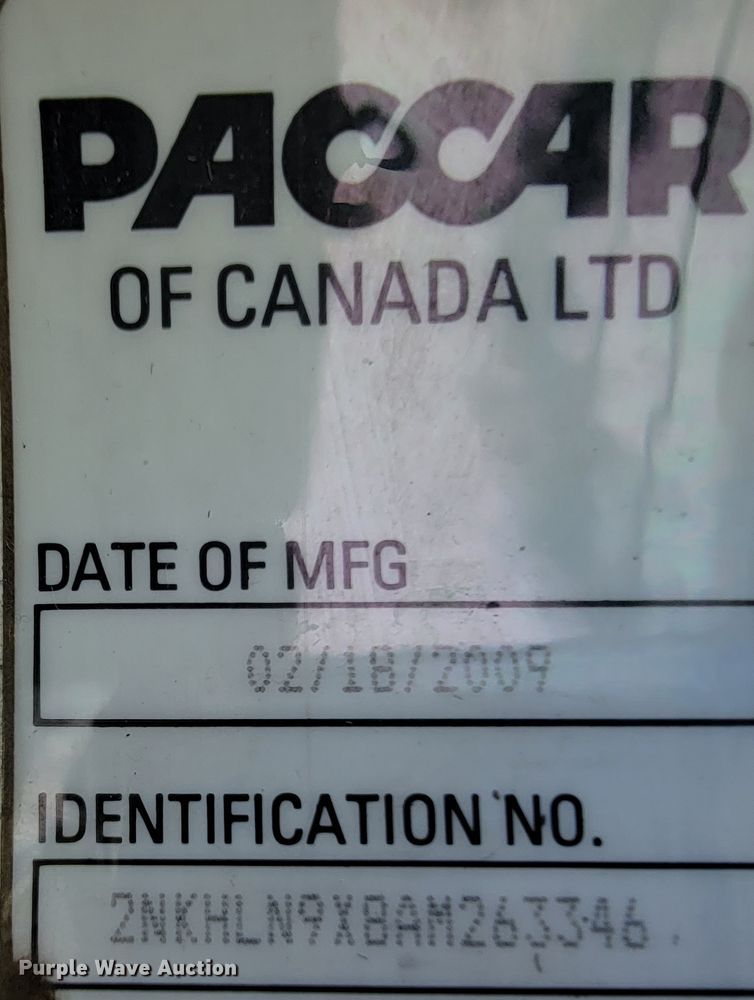 PACCAR
OF CANADA LTD
DATE OF MFG
02/18/2009
IDENTIFICATION NO.
2NKHLN9X8AM263346
Purple Wave Auction